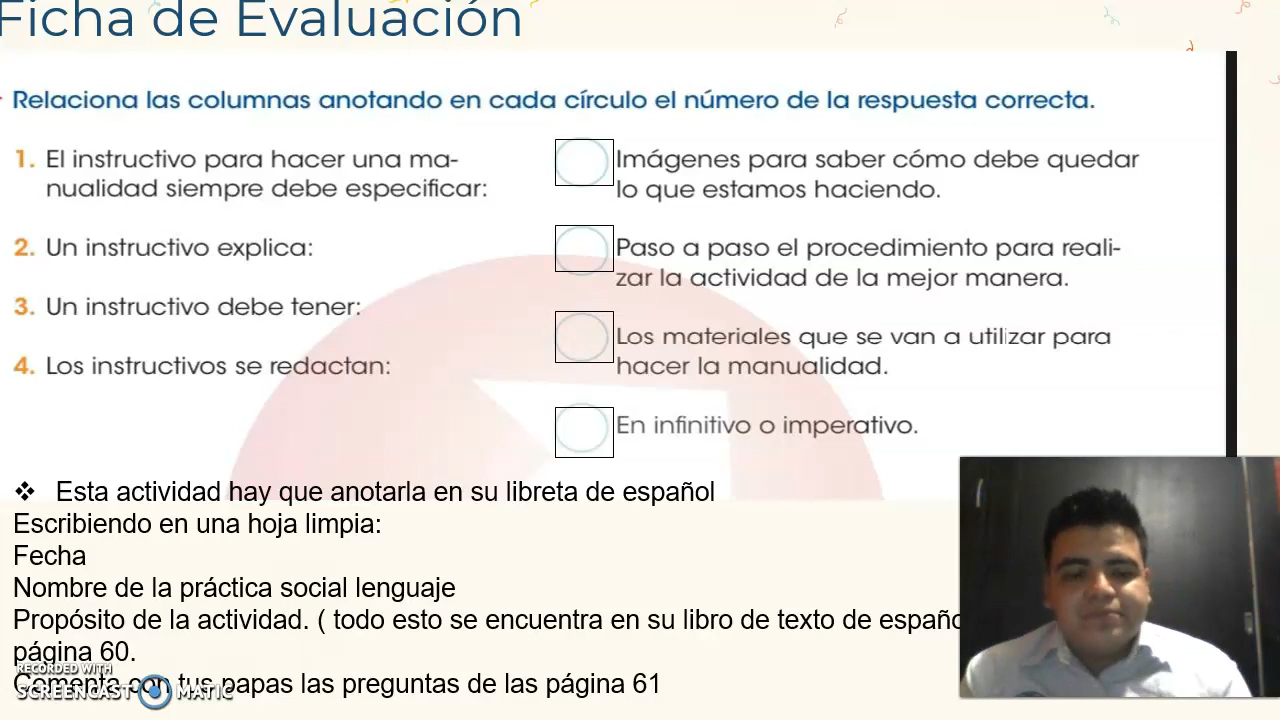 Ficha de Evaluación
Relaciona las columnas anotando en cada círculo el número de la respuesta correcta.
1. El instructivo para hacer una ma-
nualidad siempre debe especificar:
2. Un instructivo explica:
3. Un instructivo debe tener:
4. Los instructivos se redactan:
Imágenes para saber cómo debe quedar
lo que estamos haciendo.
Paso a paso el procedimiento para reali-
zar la actividad de la mejor manera.
Los materiales que se van a utilizar para
hacer la manualidad.
En infinitivo o imperativo.
❖ Esta actividad hay que anotarla en su libreta de español
Escribiendo en una hoja limpia:
Fecha
Nombre de la práctica social lenguaje
Propósito de la actividad. ( todo esto se encuentra en su libro de texto de españo
página 60.
Comenta con tus papas las preguntas de las página 61
RECORDED WITH
SCREENCAST MATIC